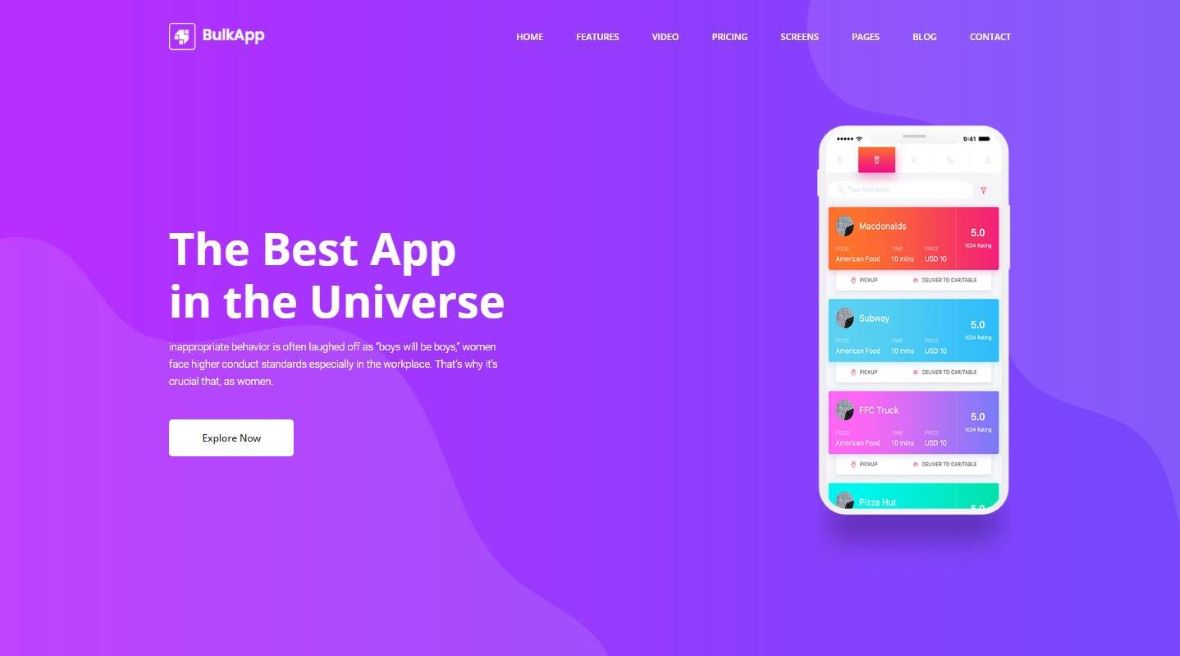 BulkApp
HOME FEATURES VIDEO PRICING SCREENS PAGES BLOG CONTACT
The Best App
in the Universe
inappropriate behavior is often laughed off as "boys will be boys," women
face higher conduct standards especially in the workplace. That's why it's
crucial that, as women.
Explore Now
9:41
Macdonalds
5.0
1034 Rating
FOOD TIME PRICE
American Food 10 mins USD 10
PICKUP DELIVER TO CARITABLE
Subway
5.0
1034 Rating
FOOD TIME PRICE
American Food 10 mins USD 10
PICKUP DELIVER TO CARITABLE
FFC Truck
5.0
1034 Rating
FOOD TIME PRICE
American Food 10 mins USD 10
PICKUP DELIVER TO CARITABLE
Pizza Hut
5.0